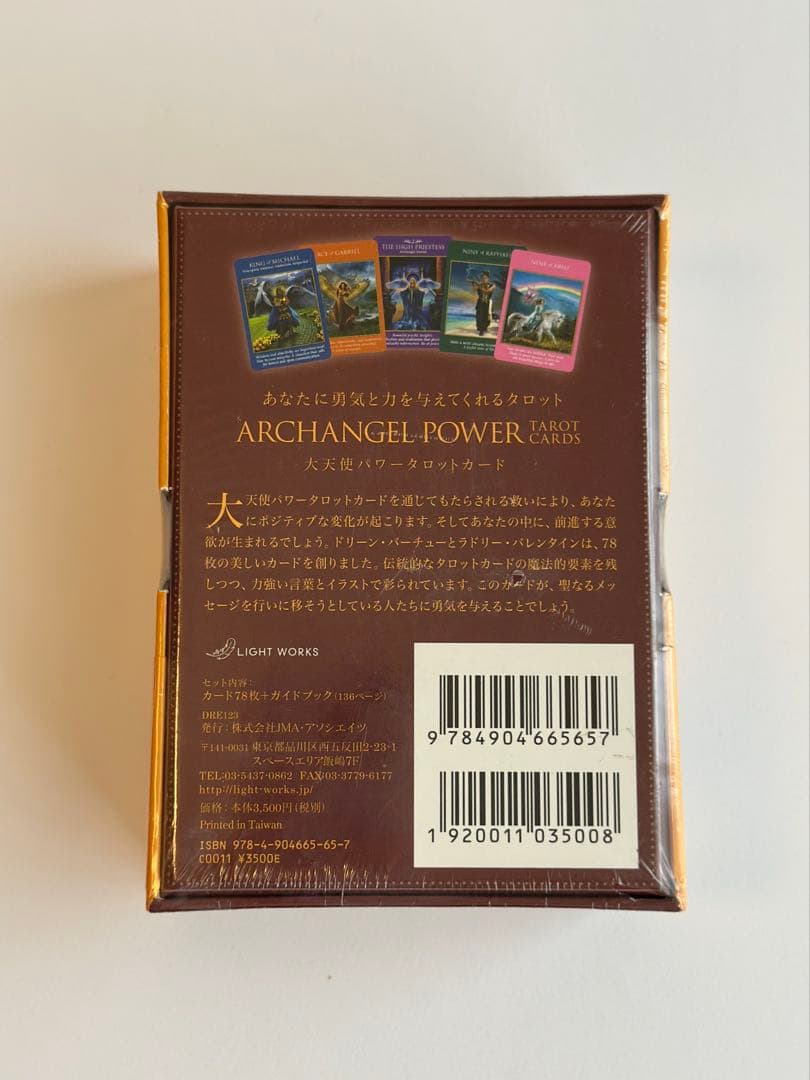 KING of MICHAEL
CY of GABRIEL
THE HIGH PRIESTESS
NINE of RAPHAEL
NINE of ARIEL
あなたに勇気と力を与えてくれるタロット
ARCHANGEL POWER TAROT CARDS
大天使パワータロットカード
大天使パワータロットカードを通じてもたらされる救いにより、あなた
にポジティブな変化が起こります。そしてあなたの中に、前進する意
欲が生まれるでしょう。ドリーン・バーチューとラドリー・バレンタインは、78
枚の美しいカードを創りました。伝統的なタロットカードの魔法的要素を残
しつつ、力強い言葉とイラストで彩られています。このカードが、聖なるメッ
セージを行いに移そうとしている人たちに勇気を与えることでしょう。
LIGHT WORKS
セット内容:
カード78枚+ガイドブック(136ページ)
DRE123
発行:株式会社JMA・アソシエイツ
〒141-0031 東京都品川区西五反田2-23-1
スペースエリア飯嶋7F
TEL:03-5437-0862 FAX:03-3779-6177
http://light-works.jp/
価格:本体3,500円(税別)
Printed in Taiwan
ISBN 978-4-904665-65-7
C0011 ¥3500E
9 784904 665657
1 920011 035008